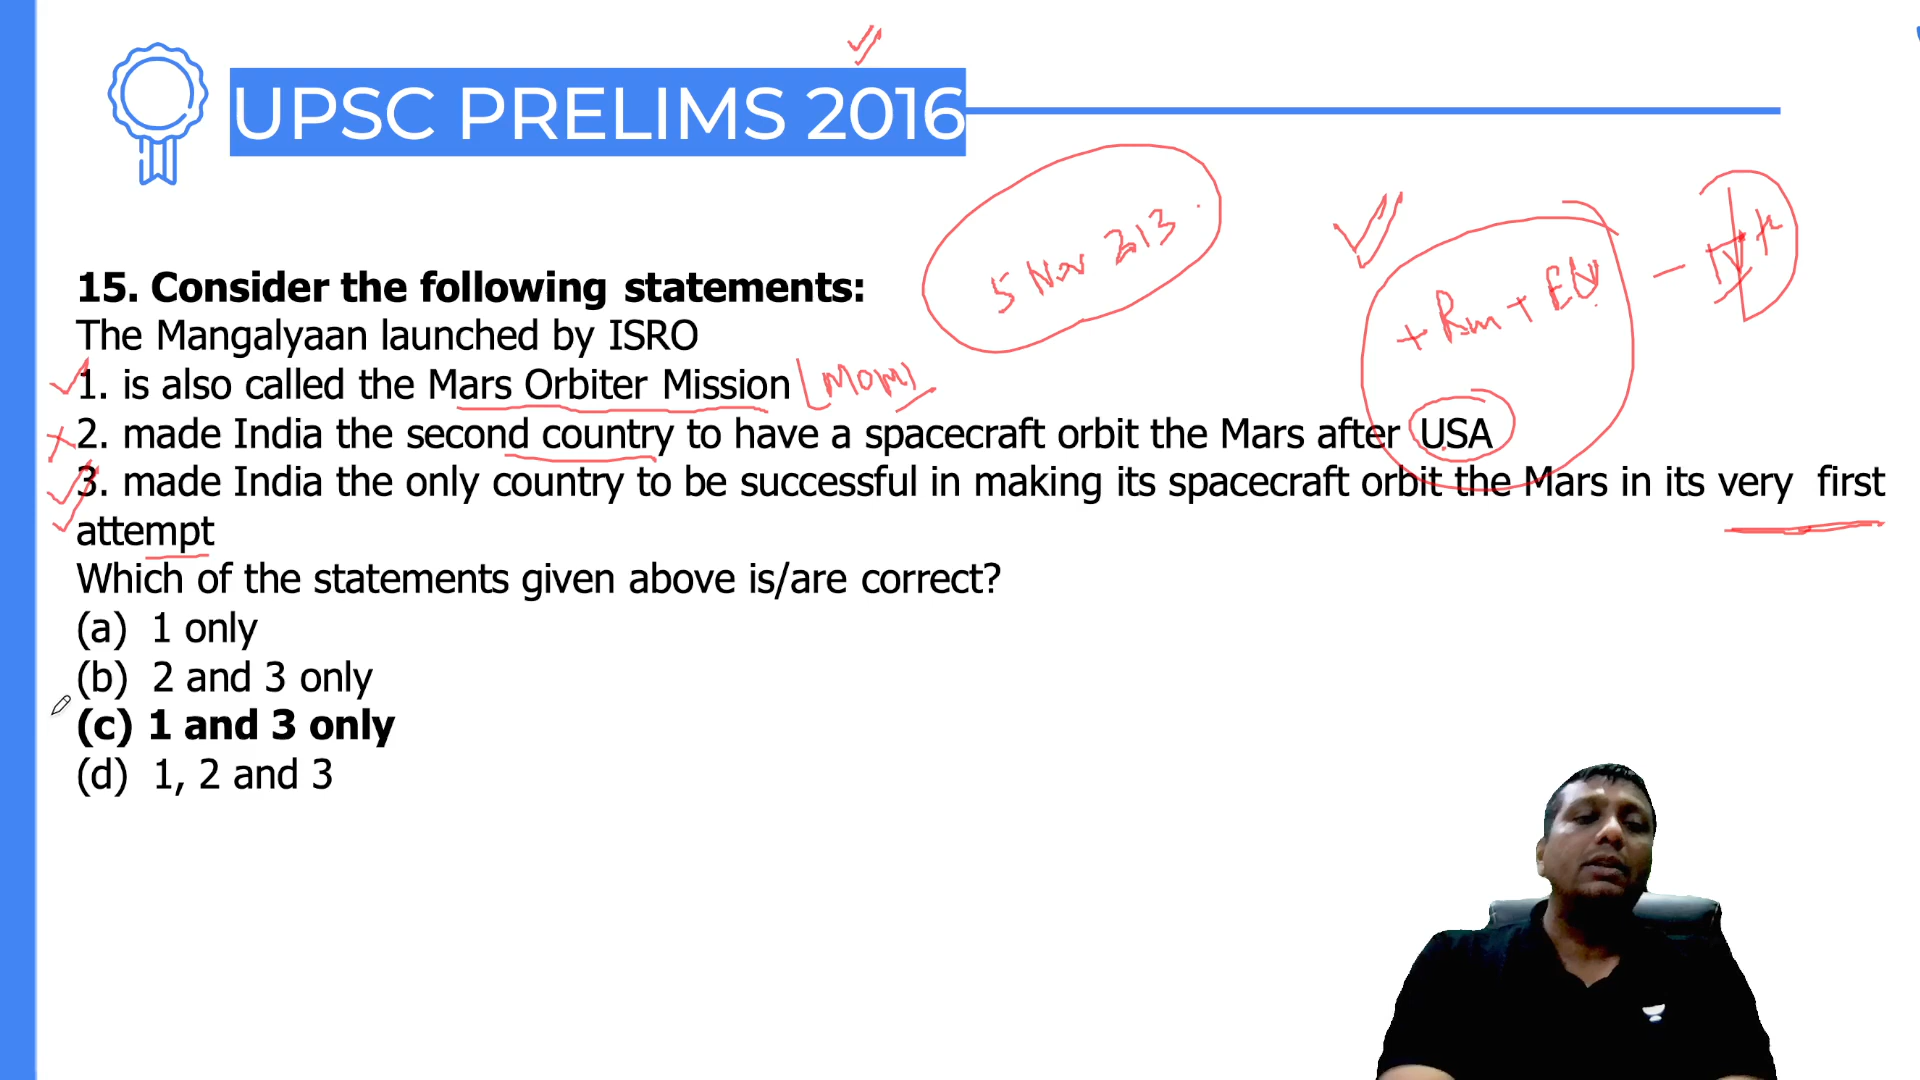 UPSC PRELIMS 2016
5 Nov 2013
15. Consider the following statements:
The Mangalyaan launched by ISRO
1. is also called the Mars Orbiter Mission (MOM)
2. made India the second country to have a spacecraft orbit the Mars after USA
3. made India the only country to be successful in making its spacecraft orbit the Mars in its very first
attempt
Which of the statements given above is/are correct?
(a) 1 only
(b) 2 and 3 only
(c) 1 and 3 only
(d) 1, 2 and 3